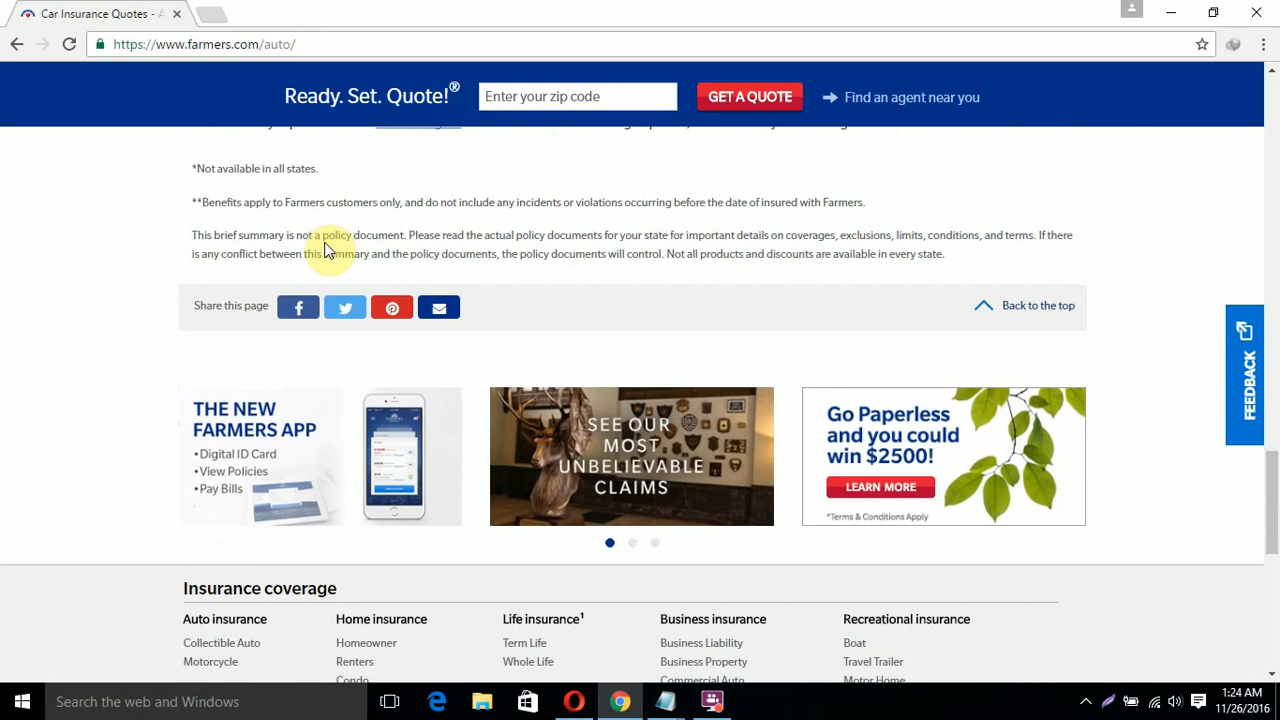 Car Insurance Quotes - A
https://www.farmers.com/auto/
Ready. Set. Quote!®
Enter your zip code
GET A QUOTE
Find an agent near you
*Not available in all states.
**Benefits apply to Farmers customers only, and do not include any incidents or violations occurring before the date of insured with Farmers.
This brief summary is not a policy document. Please read the actual policy documents for your state for important details on coverages, exclusions, limits, conditions, and terms. If there
is any conflict between this summary and the policy documents, the policy documents will control. Not all products and discounts are available in every state.
Share this page
Back to the top
FEEDBACK
THE NEW
FARMERS APP
•Digital ID Card
•View Policies
•Pay Bills
SEE OUR
MOST
UNBELIEVABLE
CLAIMS
Go Paperless
and you could
win $2500!
LEARN MORE
*Terms & Conditions Apply
Insurance coverage
Auto insurance
Collectible Auto
Motorcycle
Home insurance
Homeowner
Renters
Condo
Life insurance¹
Term Life
Whole Life
Business insurance
Business Liability
Business Property
Commercial Auto
Recreational insurance
Boat
Travel Trailer
Motor Home
Search the web and Windows
1:24 AM
11/26/2016